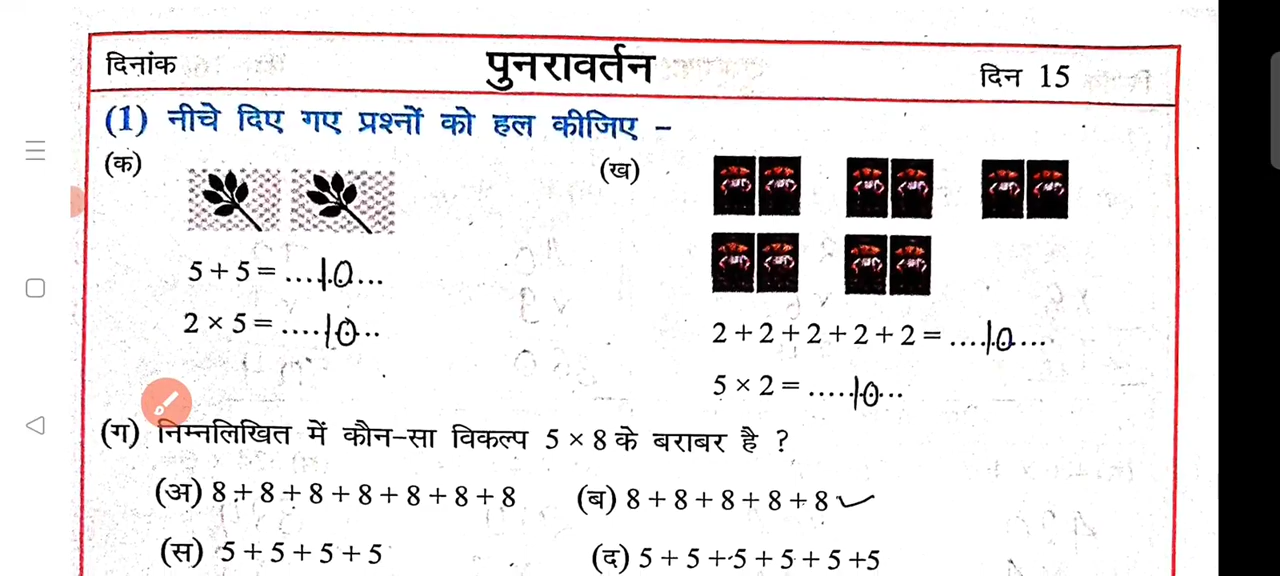 दिनांक पुनरावर्तन दिन 15
(1) नीचे दिए गए प्रश्नों को हल कीजिए –
(क) (ख)
5 + 5 = ....10...
2 × 5 = .....10...
2 + 2 + 2 + 2 + 2 = .....10....
5 × 2 = .....10...
(ग) निम्नलिखित में कौन-सा विकल्प 5 × 8 के बराबर है ?
(अ) 8 + 8 + 8 + 8 + 8 + 8 + 8 (ब) 8 + 8 + 8 + 8 + 8 ✓
(स) 5 + 5 + 5 + 5 (द) 5 + 5 + 5 + 5 + 5 +5